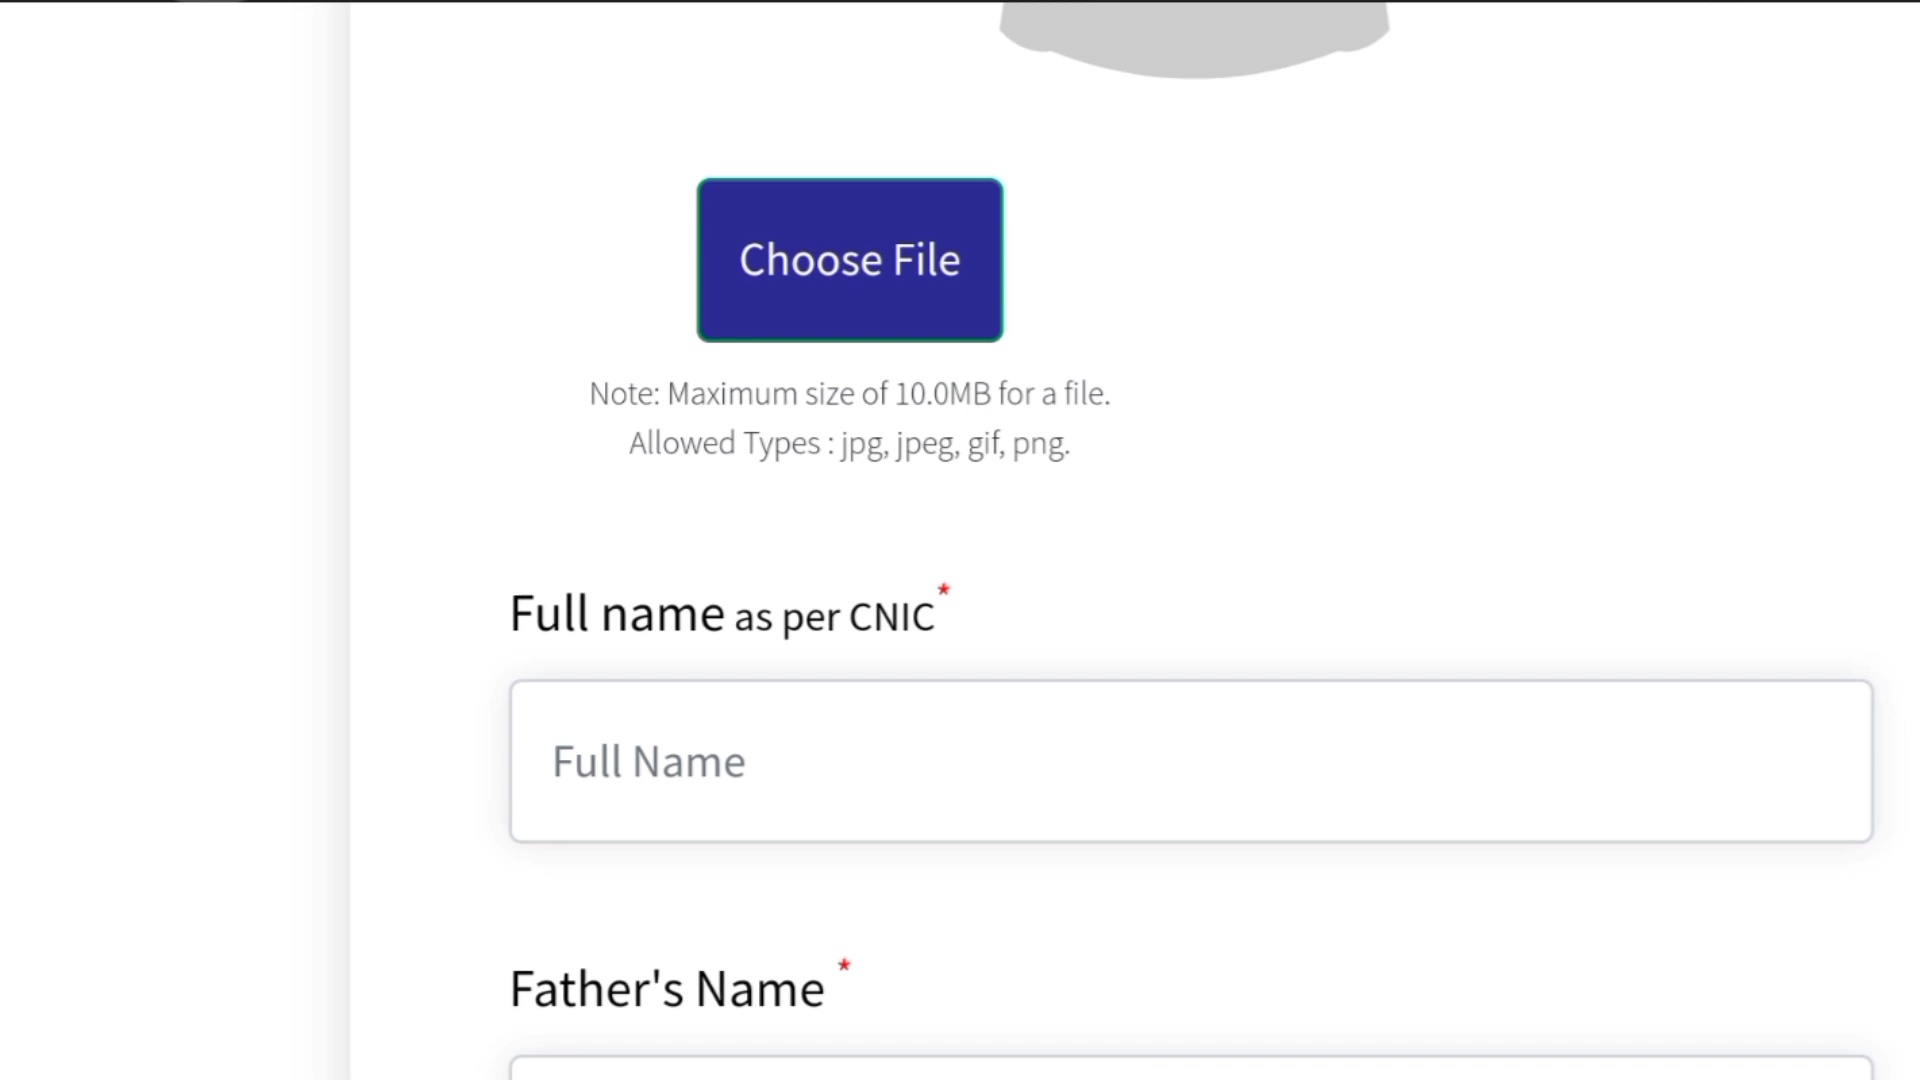 Choose File
Note: Maximum size of 10.0MB for a file.
Allowed Types : jpg, jpeg, gif, png.
Full name as per CNIC*
Full Name
Father's Name *